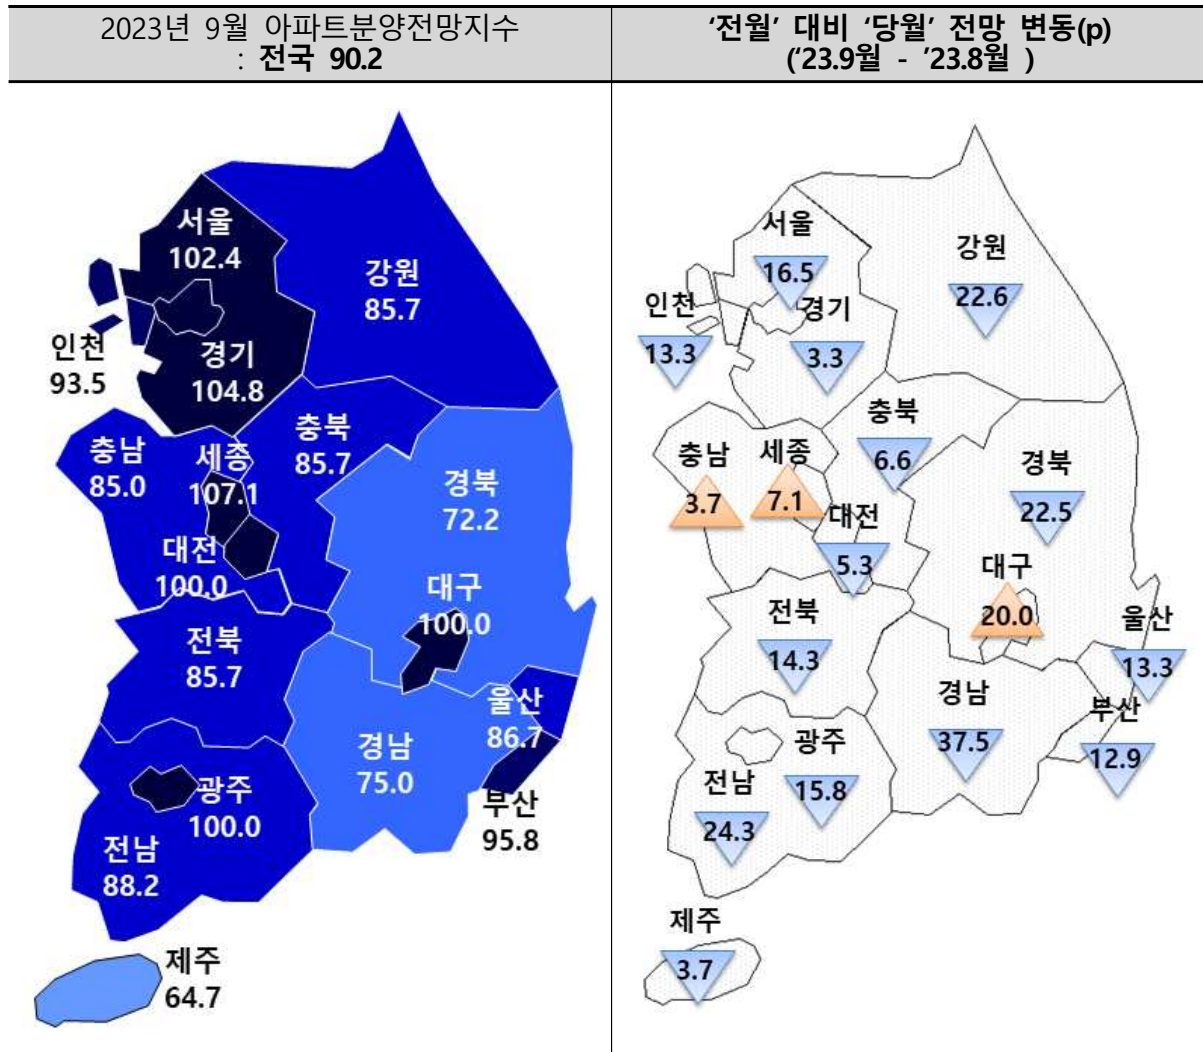 2023년 9월 아파트분양전망지수
: 전국 90.2
서울
102.4
강원
85.7
인천
93.5
경기
104.8
충남
85.0
세종
107.1
충북
85.7
경북
72.2
대전
100.0
대구
100.0
전북
85.7
울산
86.7
경남
75.0
광주
100.0
부산
95.8
전남
88.2
제주
64.7
‘전월’ 대비 ‘당월’ 전망 변동(p)
(‘23.9월 - ’23.8월 )
서울
16.5
강원
22.6
인천
13.3
경기
3.3
충북
6.6
충남
3.7
세종
7.1
경북
22.5
대전
5.3
대구
20.0
전북
14.3
울산
13.3
경남
37.5
부산
12.9
광주
15.8
전남
24.3
제주
3.7